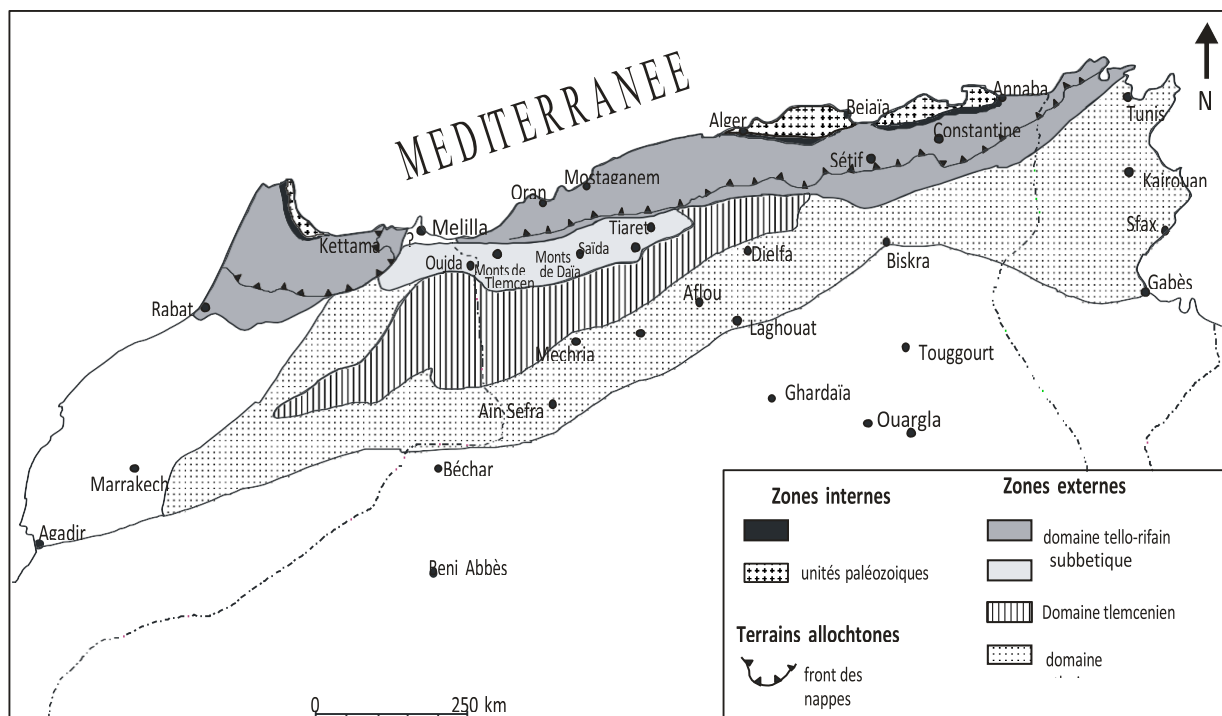 MEDITERRANEE
N
Annaba
Beiaïa
Alger
Tunis
Constantine
Sétif
Kairouan
Mostaganem
Oran
Sfax
Melilla
?
Tiaret
Kettama
Saïda
Monts
de Daïa
Oujda
Monts de
Tlemcen
Djelfa
Biskra
Gabès
Rabat
Aflou
Laghouat
Mechria
Touggourt
Ghardaïa
Aïn Sefra
Ouargla
Béchar
Marrakech
Agadir
Beni Abbès
Zones internes
unités paléozoiques
Terrains allochtones
front des
nappes
Zones externes
domaine tello-rifain
subbetique
Domaine tlemcenien
domaine
0
250 km